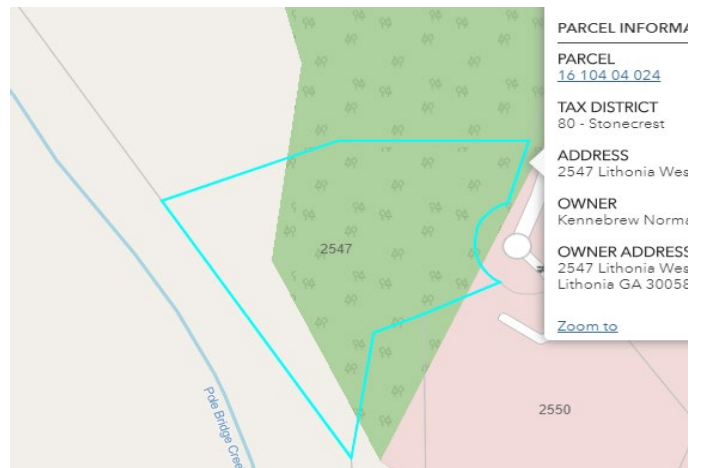 PARCEL INFORMA
PARCEL
16 104 04 024
TAX DISTRICT
80 - Stonecrest
ADDRESS
2547 Lithonia Wes
OWNER
Kennebrew Norma
OWNER ADDRESS
2547 Lithonia Wes
Lithonia GA 30058
Zoom to
2547
2550
Pole Bridge Cree